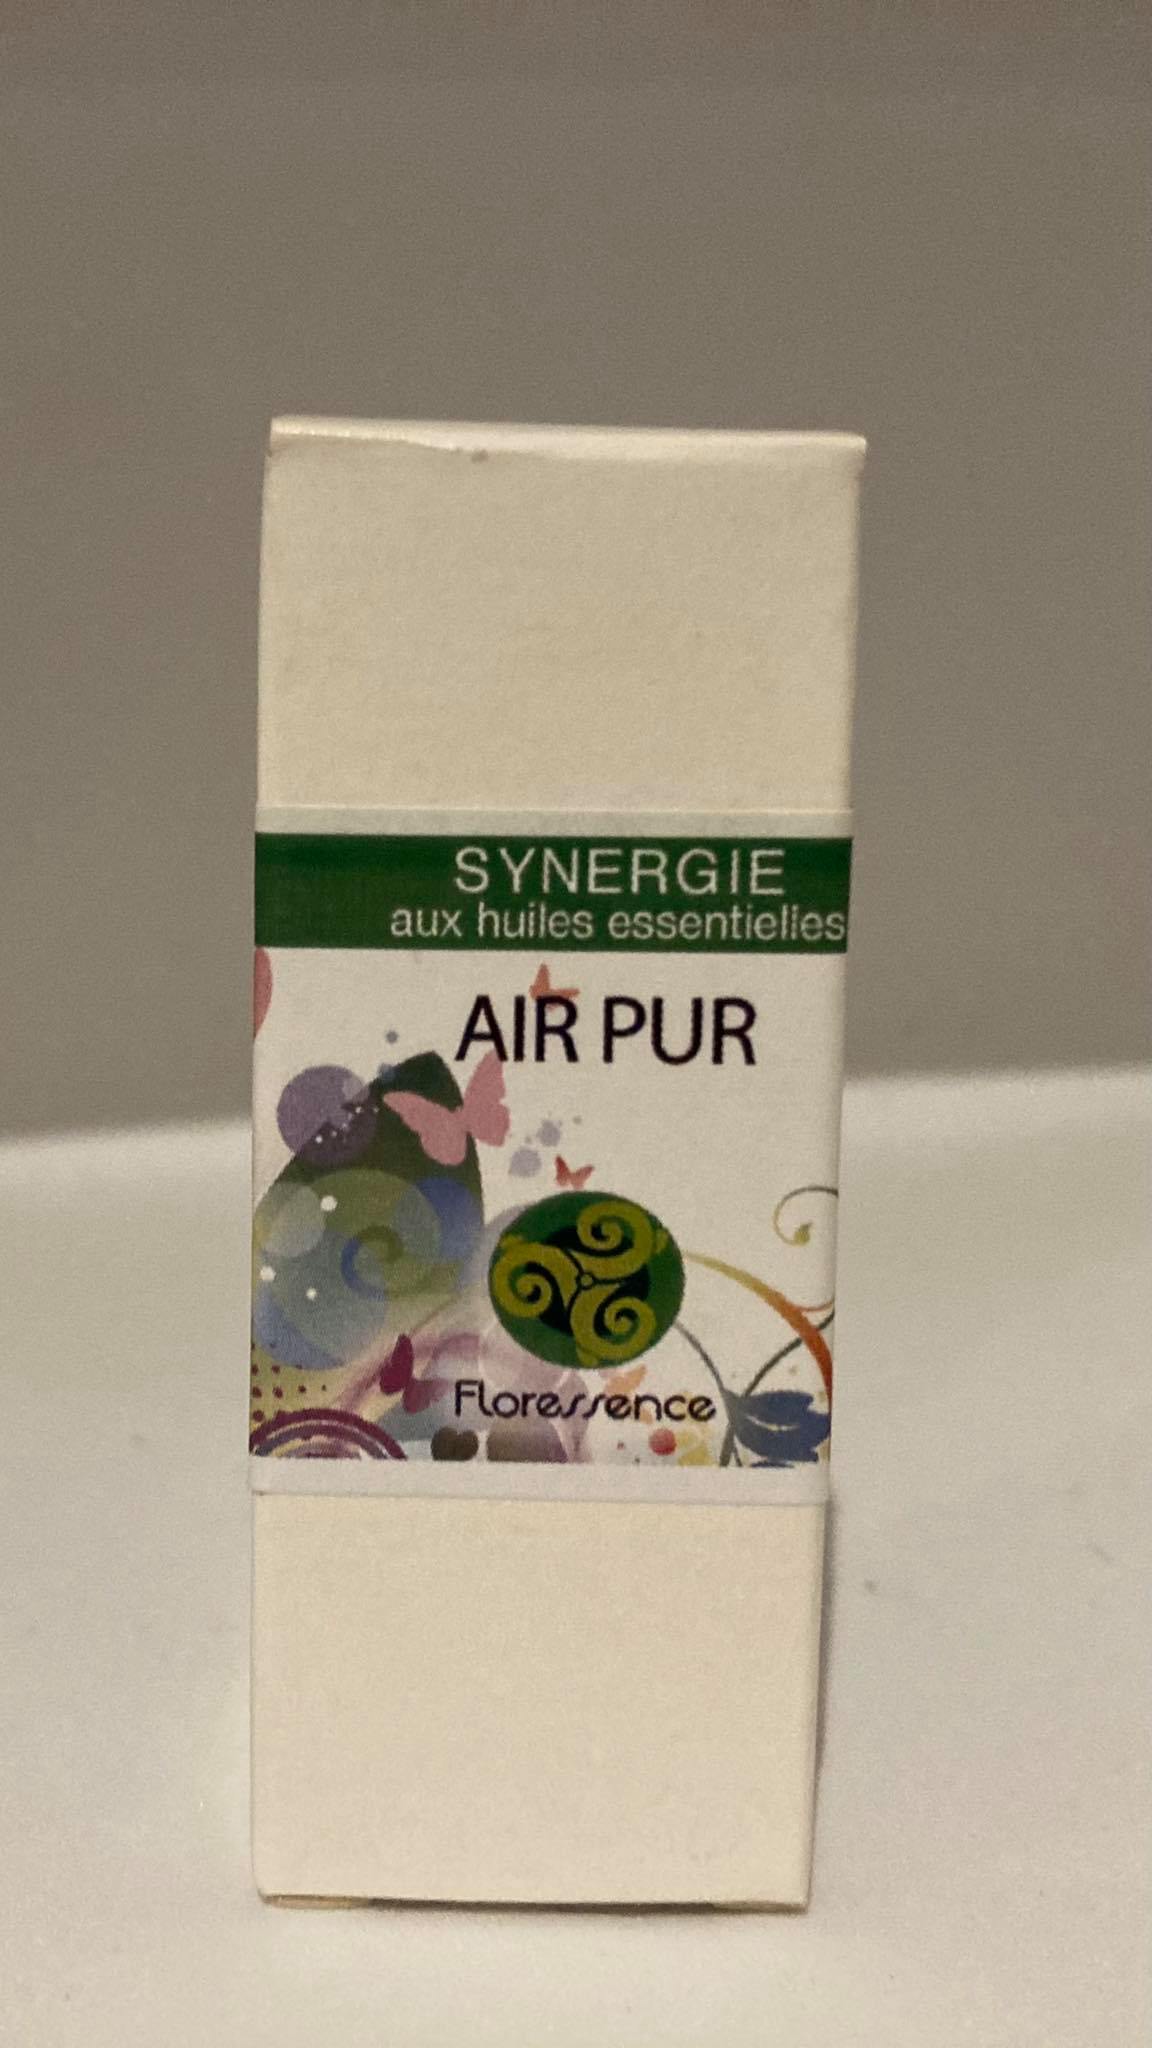 SYNERGIE
aux huiles essentielles
AIR PUR
Floressence